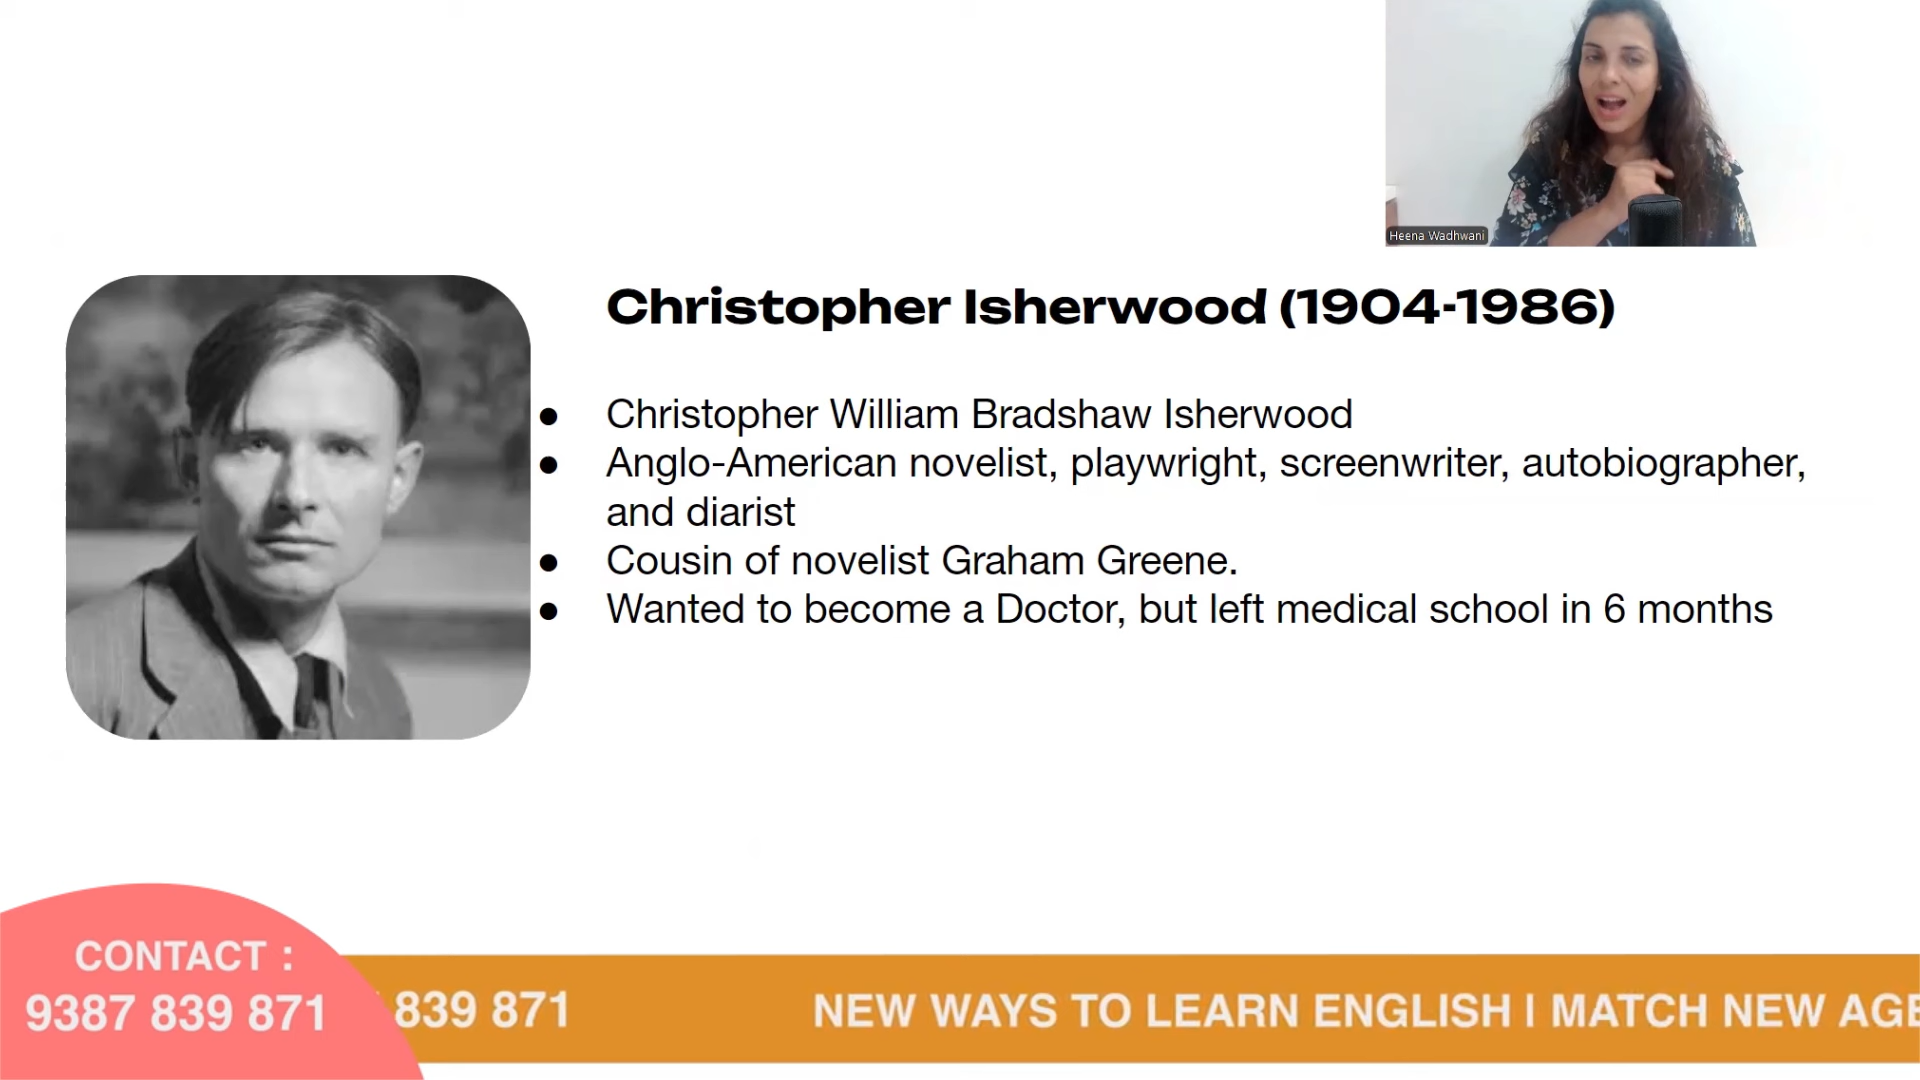 Heena Wadhwani
Christopher Isherwood (1904-1986)
● Christopher William Bradshaw Isherwood
● Anglo-American novelist, playwright, screenwriter, autobiographer,
and diarist
● Cousin of novelist Graham Greene.
● Wanted to become a Doctor, but left medical school in 6 months
CONTACT :
9387 839 871
839 871 NEW WAYS TO LEARN ENGLISH | MATCH NEW AGE